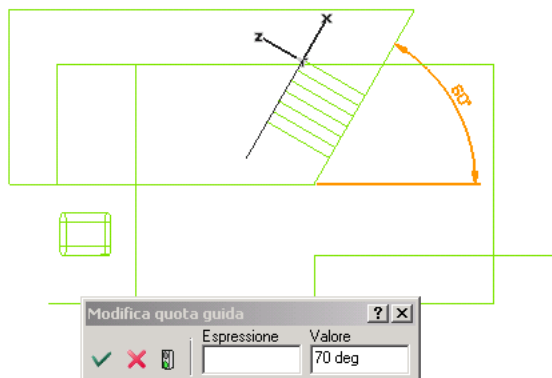 x
z
60°
Modifica quota guida
Espressione Valore
70 deg